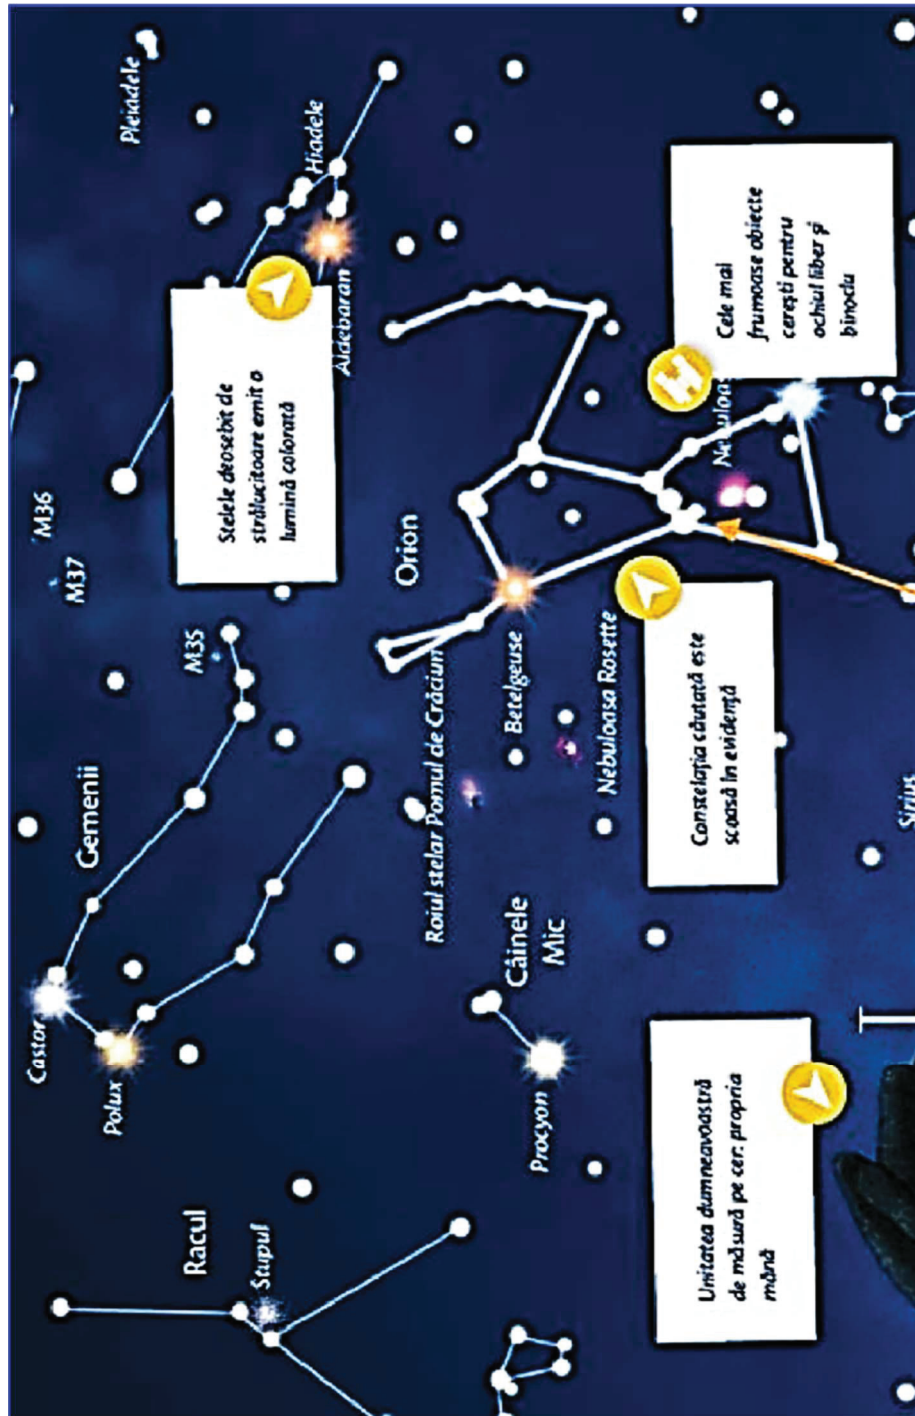 Castor
Polux
Gemenii
M36
M37
Pleiadele
Racul
Stupul
M35
Stelele deosebit de
strălucitoare emit o
lumină colorată
Hiadele
Aldebaran
Orion
Roiul stelar Pomul de Crăciun
Betelgeuse
Câinele
Mic
Procyon
Nebuloasa Rosette
Unitatea dumneavoastră
de măsură pe cer: propria
mână
Constelația căutată este
scoasă în evidență
Cele mai
frumoase obiecte
cerești pentru
ochiul liber și
binoclu
Sirius